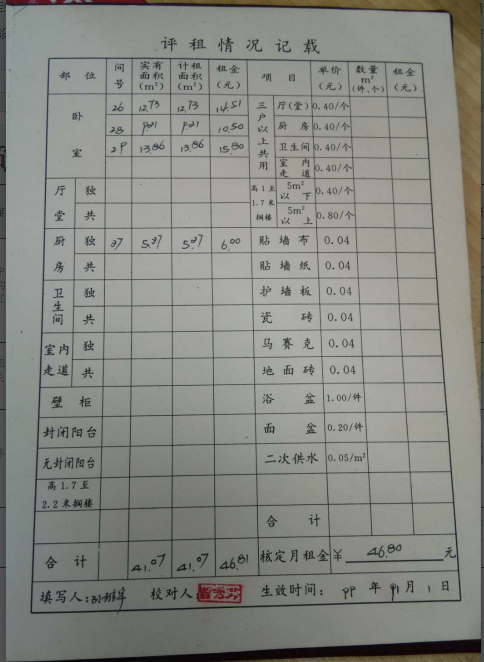 评租情况记载
部位 间号 实有面积(m²) 计租面积(m²) 租金(元) 项目 单价(元) 数量m²(件、个) 租金(元)
卧室 26 12.73 12.73 14.51 三户以上共用 厅(堂) 0.40/个
28 9.21 9.21 10.50 厨房 0.40/个
29 13.86 13.86 15.80 卫生间 0.40/个
室内走道 0.40/个
厅堂 独 高1至1.7米搁楼 5m²以下 0.40/个
共 5m²以上 0.80/个
厨房 独 27 5.27 5.27 6.00 贴墙布 0.04
共 贴墙纸 0.04
卫生间 独 护墙板 0.04
共 瓷砖 0.04
室内走道 独 马赛克 0.04
共 地面砖 0.04
壁柜 浴盆 1.00/件
封闭阳台 面盆 0.20/件
无封闭阳台 二次供水 0.05/m²
高1.7至2.2米搁楼
合计
合计 41.07 41.07 46.81 核定月租金 ¥46.80元
填写人: 校对人: 生效时间: 99年 月1日